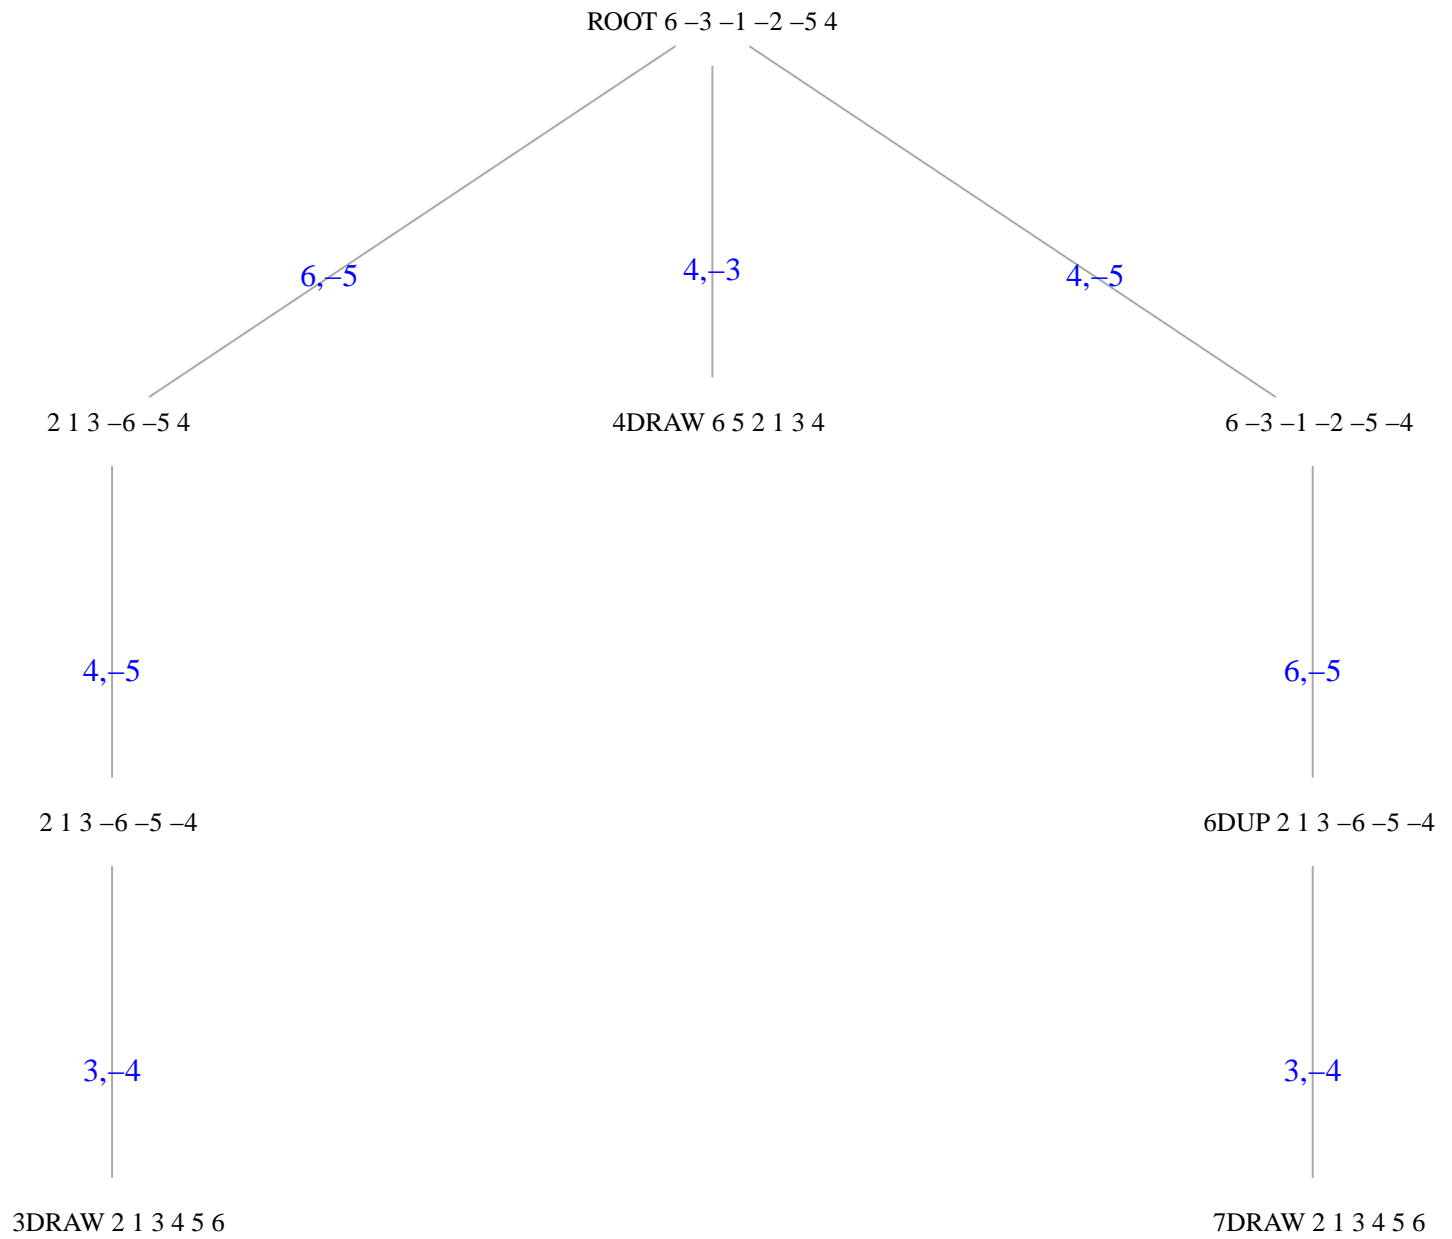 ROOT 6 –3 –1 –2 –5 4
6,–5
4,–3
4,–5
2 1 3 –6 –5 4
4DRAW 6 5 2 1 3 4
6 –3 –1 –2 –5 –4
4,–5
6,–5
2 1 3 –6 –5 –4
6DUP 2 1 3 –6 –5 –4
3,–4
3,–4
3DRAW 2 1 3 4 5 6
7DRAW 2 1 3 4 5 6